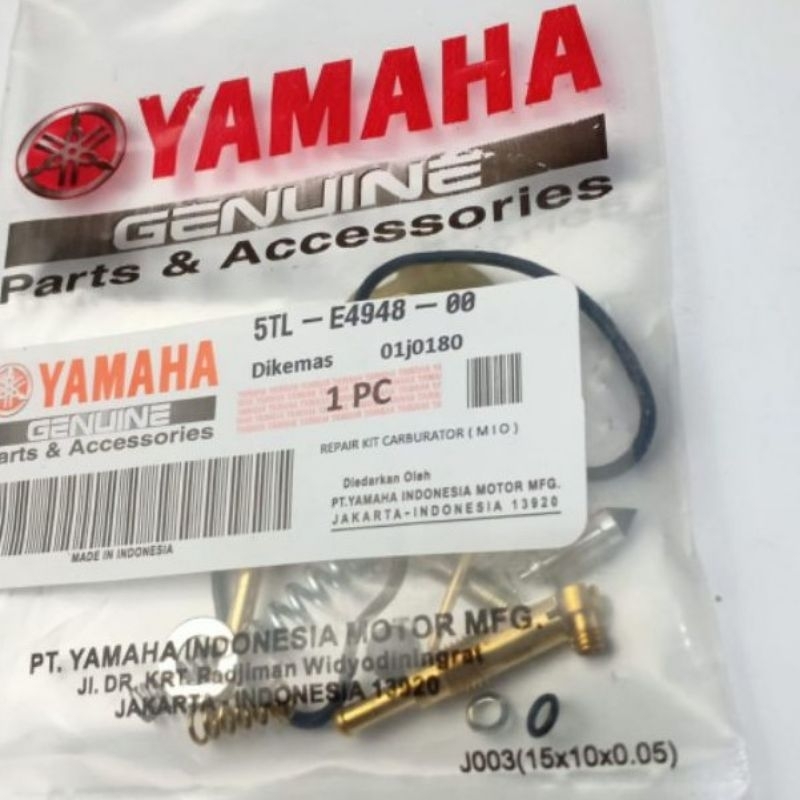 YAMAHA
GENUINE
Parts & Accessories
5TL-E4948-00
Dikemas 01j0180
1 PC
REPAIR KIT CARBURATOR (MIO)
YAMAHA
GENUINE
arts & Accessories
Diedarkan Oleh
PT.YAMAHA INDONESIA MOTOR MFG.
JAKARTA-INDONESIA 13920
MADE IN INDONESIA
PT. YAMAHA INDONESIA MOTOR MFG.
Jl. DR. KRT. Radjiman Widyodiningrat
JAKARTA - INDONESIA 13920
J003(15x10x0.05)